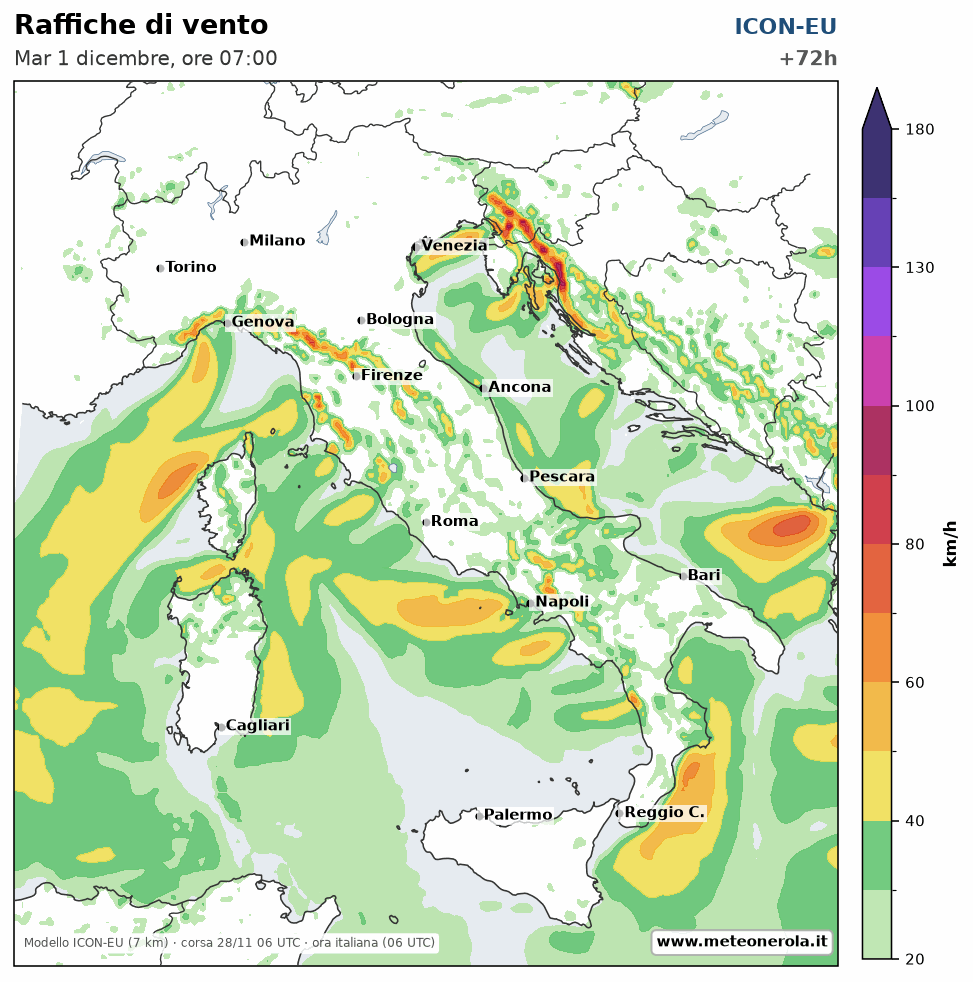 Raffiche di vento
ICON-EU
Mar 1 dicembre, ore 07:00
+72h
180
130
100
80
60
40
20
km/h
Venezia
Milano
Torino
Genova
Bologna
Firenze
Ancona
Pescara
Roma
Bari
Napoli
Cagliari
Palermo
Reggio C.
Modello ICON-EU (7 km) · corsa 28/11 06 UTC · ora italiana (06 UTC)
www.meteonerola.it